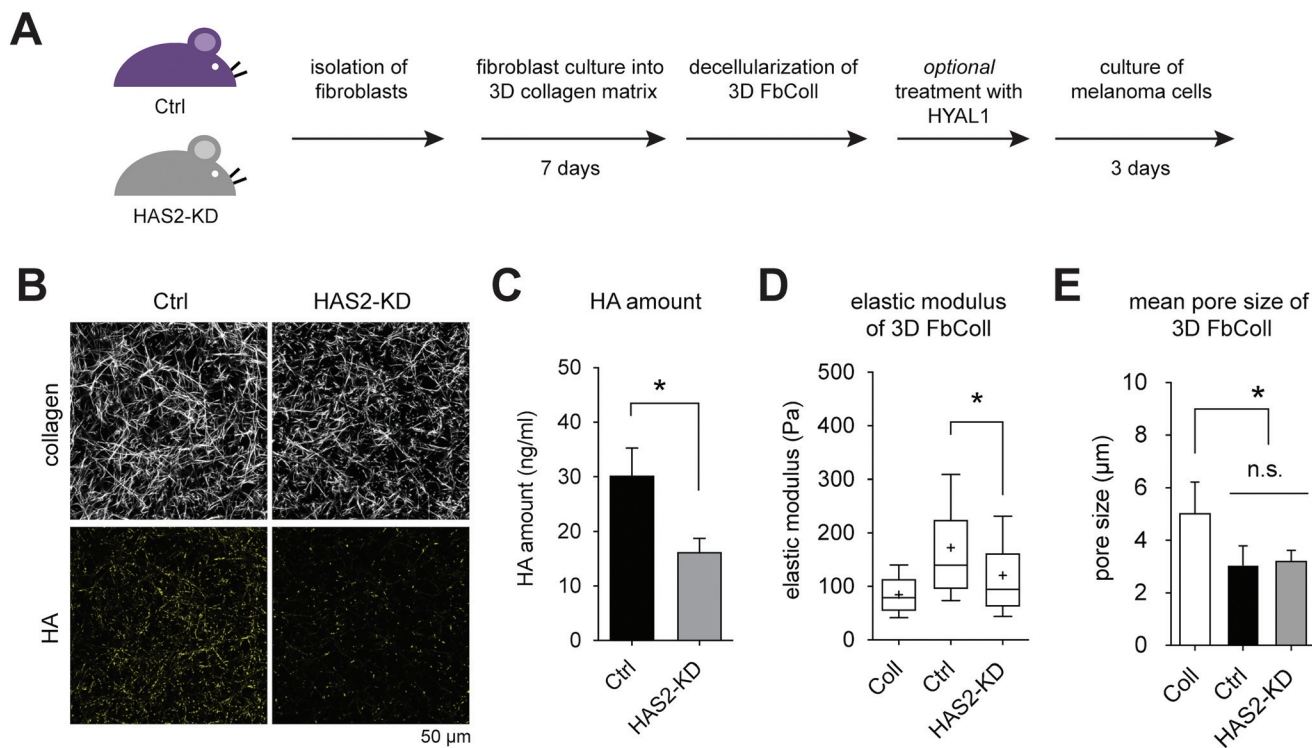 A
Ctrl
HAS2-KD
isolation of
fibroblasts
fibroblast culture into
3D collagen matrix
7 days
decellularization of
3D FbColl
optional
treatment with
HYAL1
culture of
melanoma cells
3 days
B
Ctrl
HAS2-KD
collagen
HA
50 µm
C
HA amount
HA amount (ng/ml)
50
40
30
20
10
0
*
Ctrl
HAS2-KD
D
elastic modulus
of 3D FbColl
elastic modulus (Pa)
500
400
300
200
100
0
*
Coll
Ctrl
HAS2-KD
E
mean pore size of
3D FbColl
pore size (µm)
10
8
6
4
2
0
*
n.s.
Coll
Ctrl
HAS2-KD